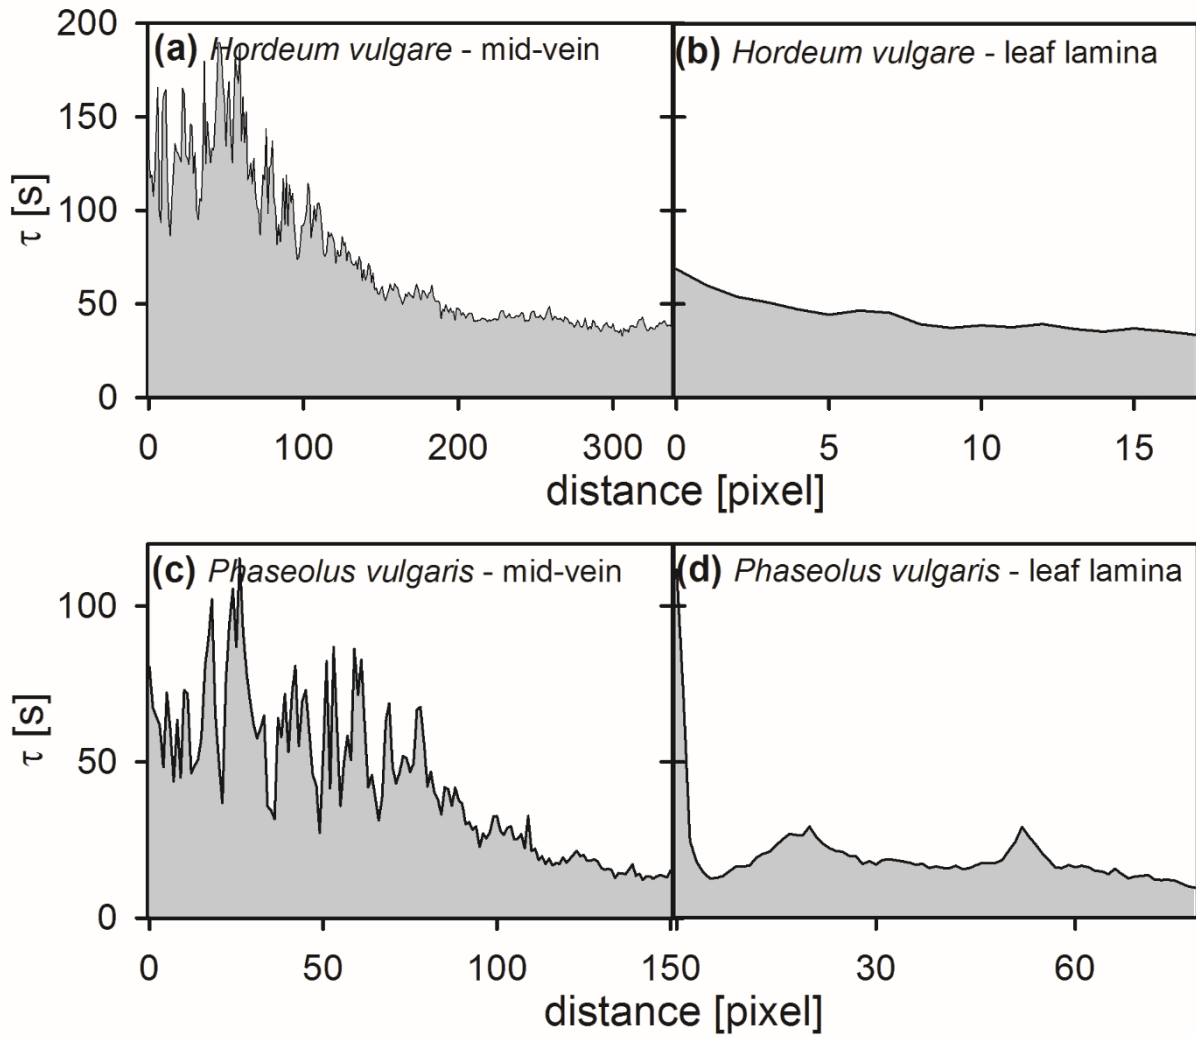 200
(a) Hordeum vulgare - mid-vein
(b) Hordeum vulgare - leaf lamina
150
100
50
0
τ [s]
0 100 200 300 0 5 10 15
distance [pixel]
(c) Phaseolus vulgaris - mid-vein
(d) Phaseolus vulgaris - leaf lamina
100
50
0
τ [s]
0 50 100 150 30 60
distance [pixel]